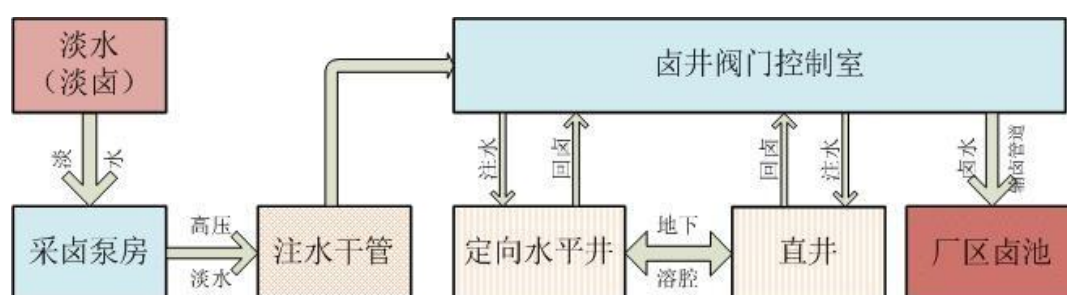 淡水
（淡卤）
卤井阀门控制室
淡
水
注水
回卤
回卤
注水
卤水
输卤管道
采卤泵房
高压
淡水
注水干管
定向水平井
地下
溶腔
直井
厂区卤池